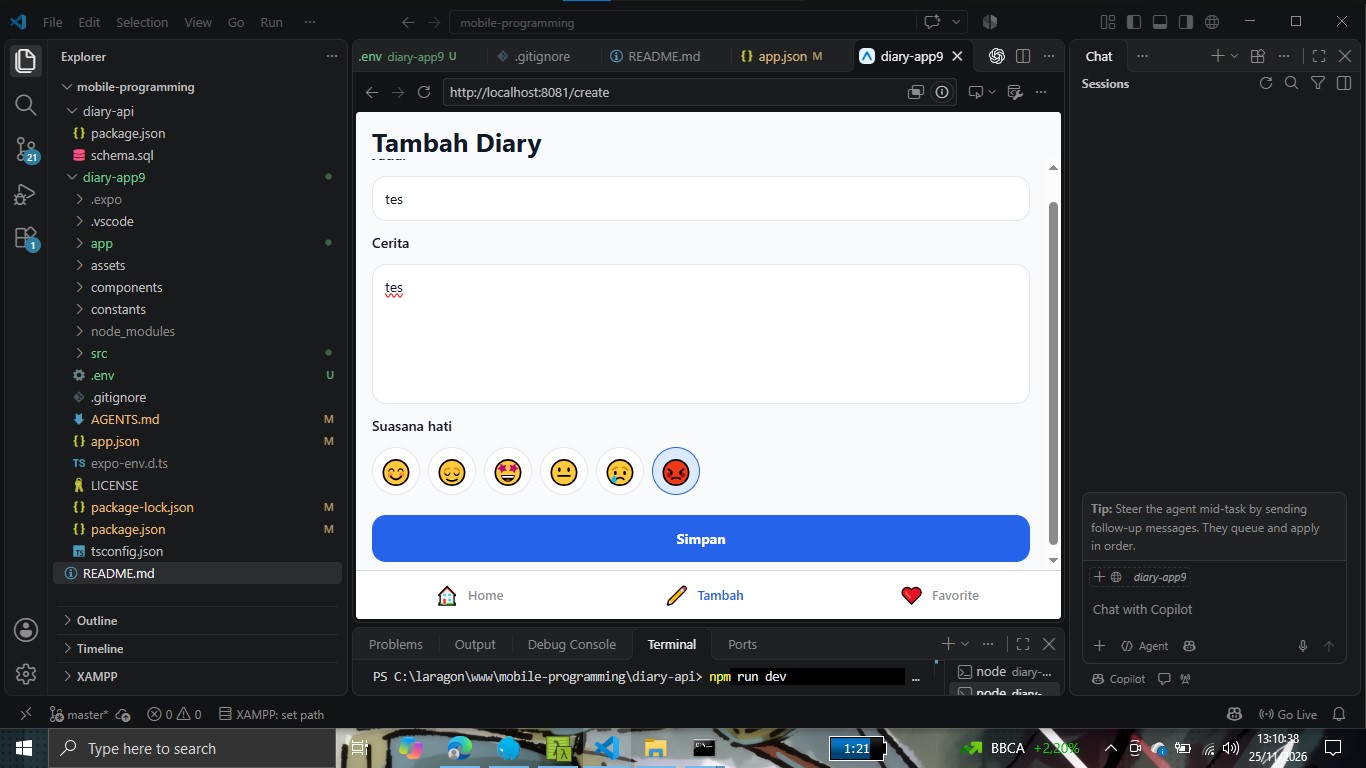 File Edit Selection View Go Run ···
mobile-programming
Explorer
mobile-programming
diary-api
package.json
schema.sql
diary-app9
.expo
.vscode
app
assets
components
constants
node_modules
src
.env U
.gitignore
AGENTS.md M
app.json M
expo-env.d.ts
LICENSE
package-lock.json M
package.json M
tsconfig.json
README.md
Outline
Timeline
XAMPP
21
1
.env diary-app9 U
.gitignore
README.md
app.json M
diary-app9
http://localhost:8081/create
Tambah Diary
tes
Cerita
tes
Suasana hati
Simpan
Home
Tambah
Favorite
Problems Output Debug Console Terminal Ports
PS C:\laragon\www\mobile-programming\diary-api> npm run dev ...
node diary-...
node diary-
Chat
Sessions
Tip: Steer the agent mid-task by sending
follow-up messages. They queue and apply
in order.
diary-app9
Chat with Copilot
Agent
Copilot
master*
0 0
XAMPP: set path
Go Live
Type here to search
1:21
BBCA +2,20%
13:10:38